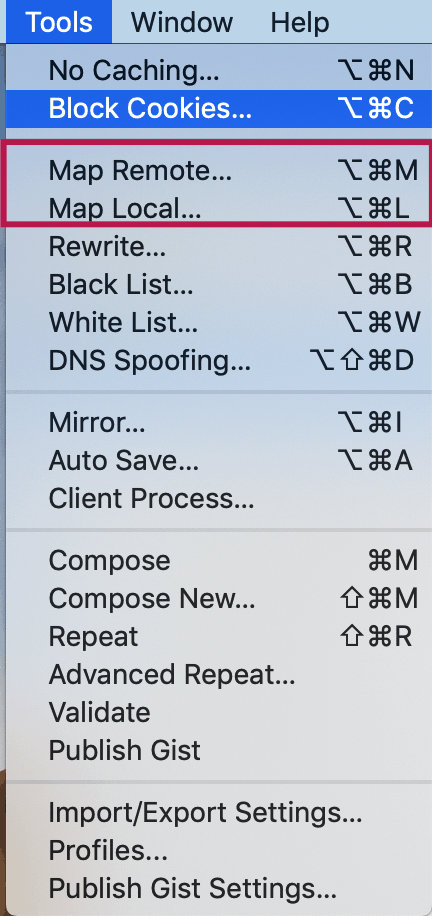 Tools Window Help
No Caching... ⌥⌘N
Block Cookies... ⌥⌘C
Map Remote... ⌥⌘M
Map Local... ⌥⌘L
Rewrite... ⌥⌘R
Black List... ⌥⌘B
White List... ⌥⌘W
DNS Spoofing... ⌥⇧⌘D
Mirror... ⌥⌘I
Auto Save... ⌥⌘A
Client Process...
Compose ⌘M
Compose New... ⇧⌘M
Repeat ⇧⌘R
Advanced Repeat...
Validate
Publish Gist
Import/Export Settings...
Profiles...
Publish Gist Settings...